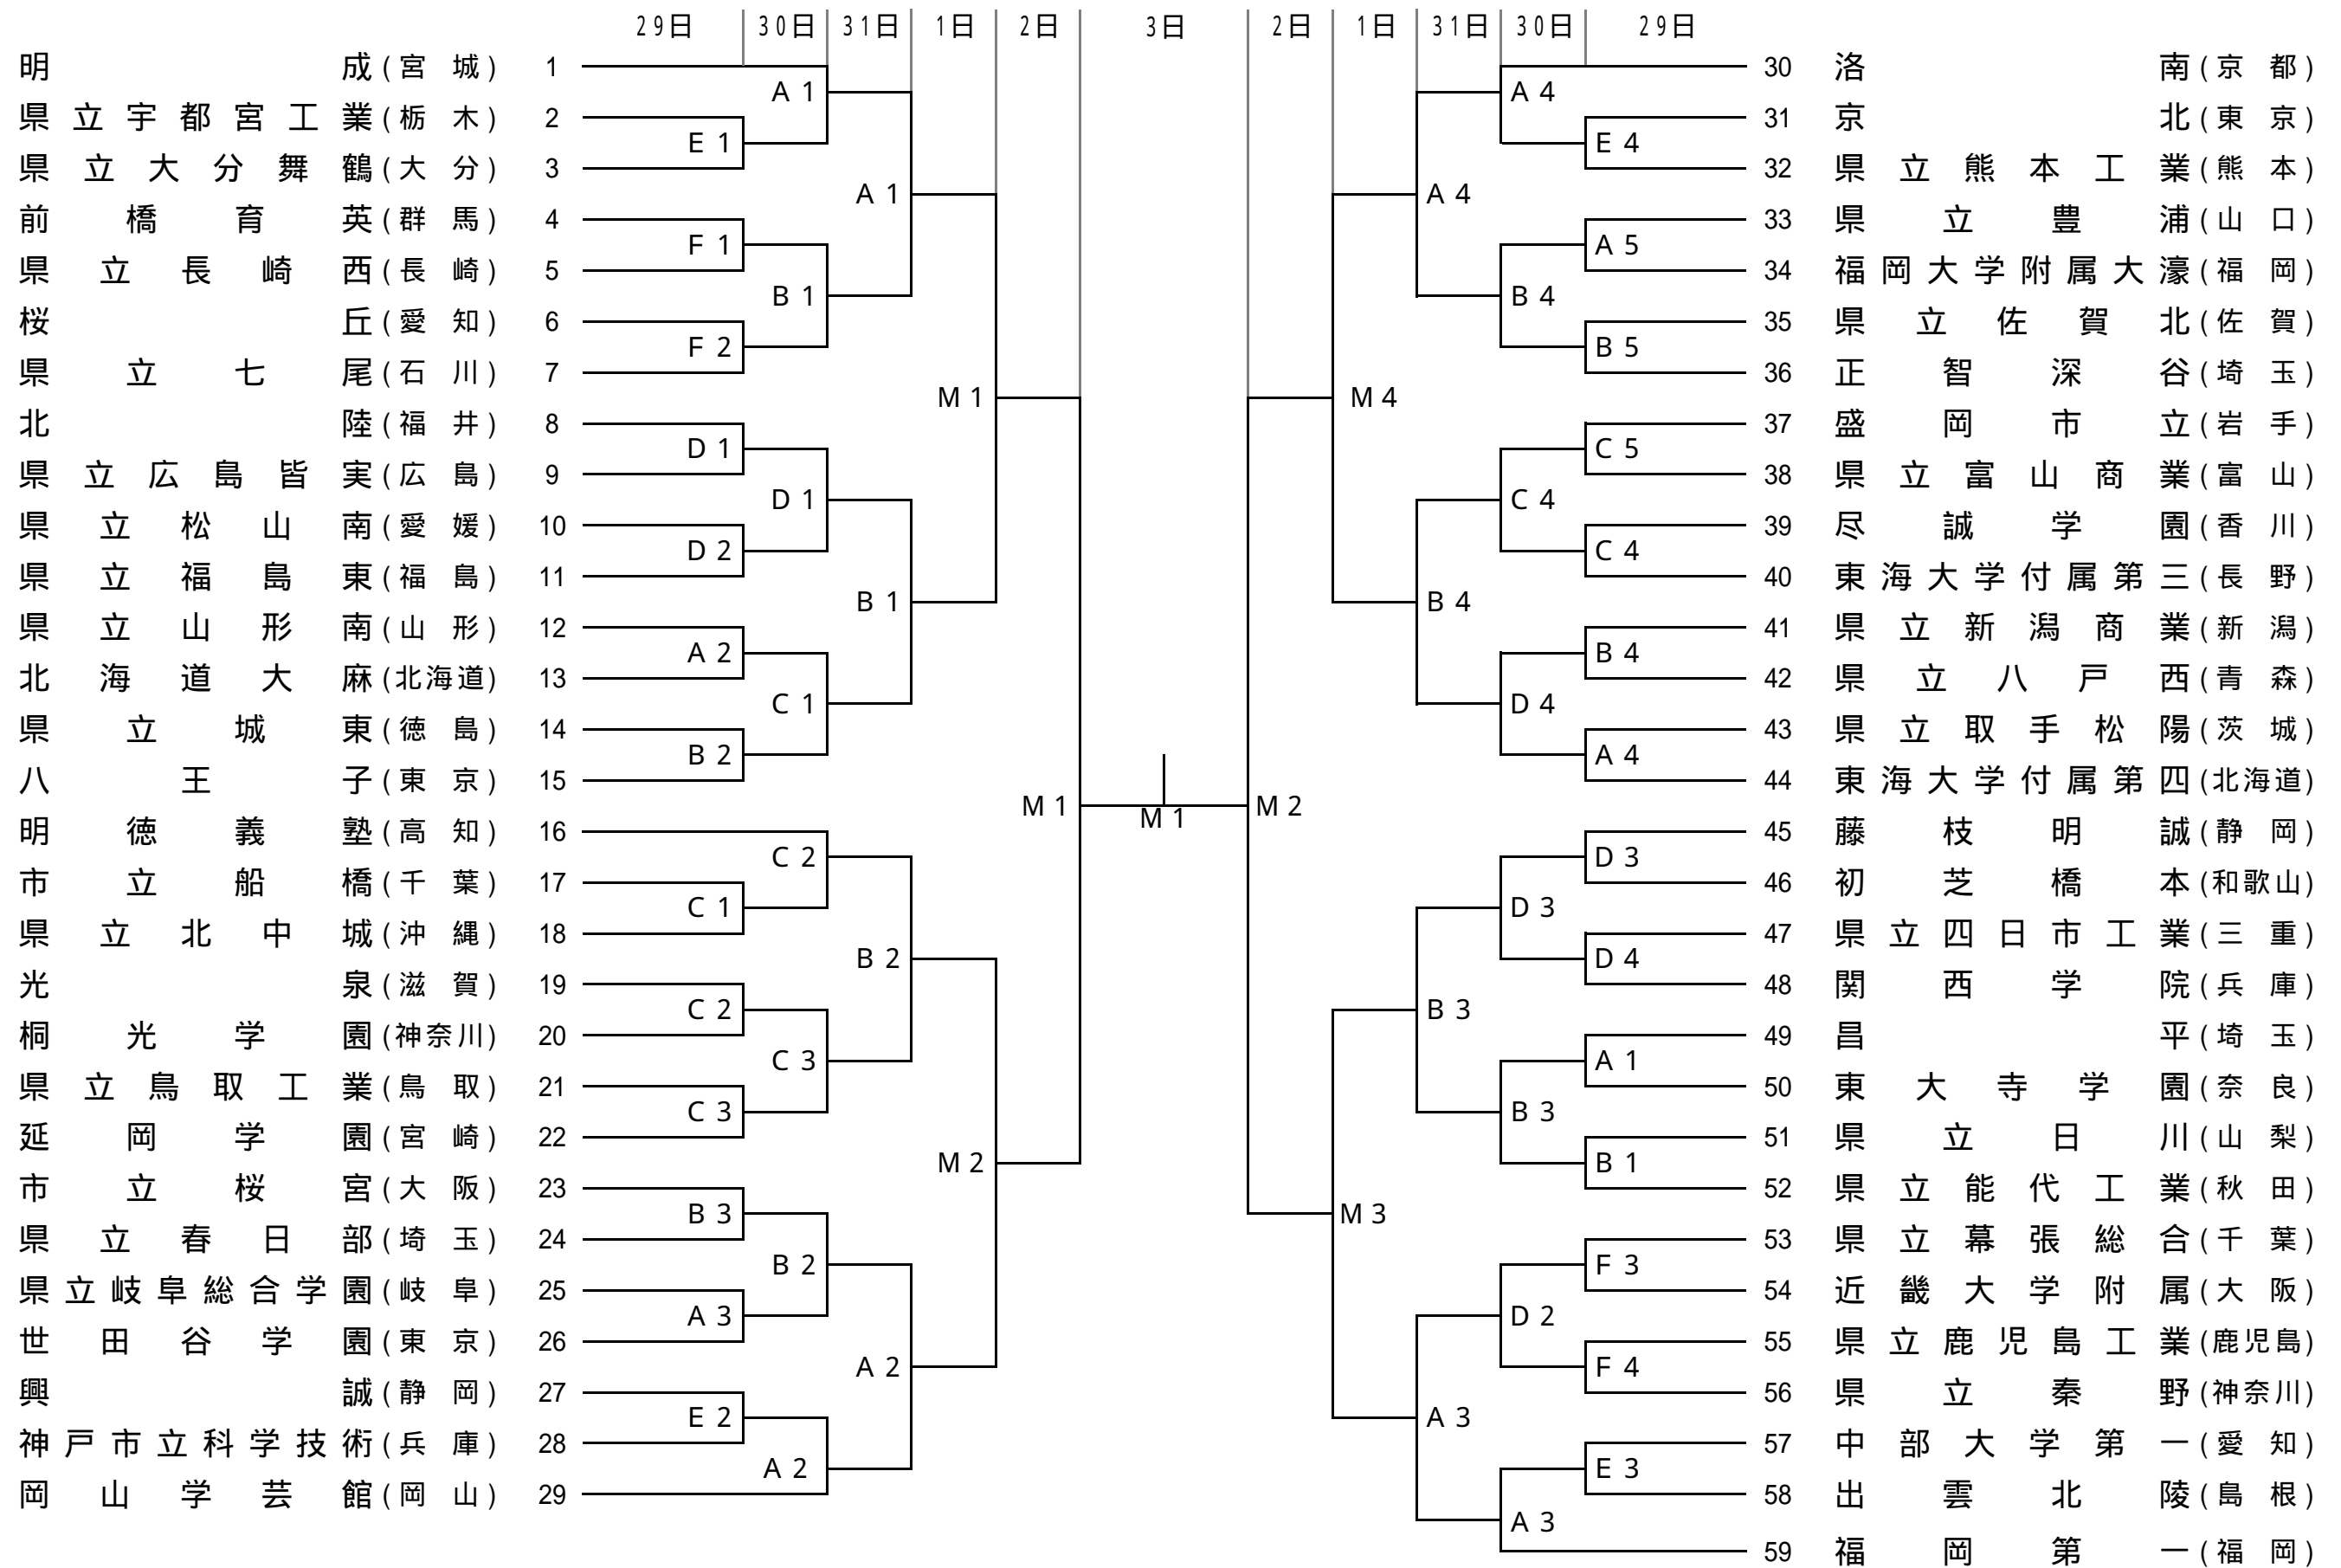 29日 30日 31日 1日 2日 3日 2日 1日 31日 30日 29日
明成(宮城) 1
県立宇都宮工業(栃木) 2
県立大分舞鶴(大分) 3
前橋育英(群馬) 4
県立長崎西(長崎) 5
桜丘(愛知) 6
県立七尾(石川) 7
北陸(福井) 8
県立広島皆実(広島) 9
県立松山南(愛媛) 10
県立福島東(福島) 11
県立山形南(山形) 12
北海道大麻(北海道) 13
県立城東(徳島) 14
八王子(東京) 15
明徳義塾(高知) 16
市立船橋(千葉) 17
県立北中城(沖縄) 18
光泉(滋賀) 19
桐光学園(神奈川) 20
県立鳥取工業(鳥取) 21
延岡学園(宮崎) 22
市立桜宮(大阪) 23
県立春日部(埼玉) 24
県立岐阜総合学園(岐阜) 25
世田谷学園(東京) 26
興誠(静岡) 27
神戸市立科学技術(兵庫) 28
岡山学芸館(岡山) 29
E1
F1
F2
D1
D2
A2
B2
C1
C2
C3
B3
A3
E2
A1
B1
D1
C1
C2
C3
B2
A2
A1
B1
B2
A2
M1
M2
M1
M1
M2
M4
M3
A4
B4
B3
A3
A4
B4
C4
D4
D3
B3
D2
A3
E4
A5
B5
C5
C4
B4
A4
D3
D4
A1
B1
F3
F4
E3
30 洛南(京都)
31 京北(東京)
32 県立熊本工業(熊本)
33 県立豊浦(山口)
34 福岡大学附属大濠(福岡)
35 県立佐賀北(佐賀)
36 正智深谷(埼玉)
37 盛岡市立(岩手)
38 県立富山商業(富山)
39 尽誠学園(香川)
40 東海大学付属第三(長野)
41 県立新潟商業(新潟)
42 県立八戸西(青森)
43 県立取手松陽(茨城)
44 東海大学付属第四(北海道)
45 藤枝明誠(静岡)
46 初芝橋本(和歌山)
47 県立四日市工業(三重)
48 関西学院(兵庫)
49 昌平(埼玉)
50 東大寺学園(奈良)
51 県立日川(山梨)
52 県立能代工業(秋田)
53 県立幕張総合(千葉)
54 近畿大学附属(大阪)
55 県立鹿児島工業(鹿児島)
56 県立秦野(神奈川)
57 中部大学第一(愛知)
58 出雲北陵(島根)
59 福岡第一(福岡)